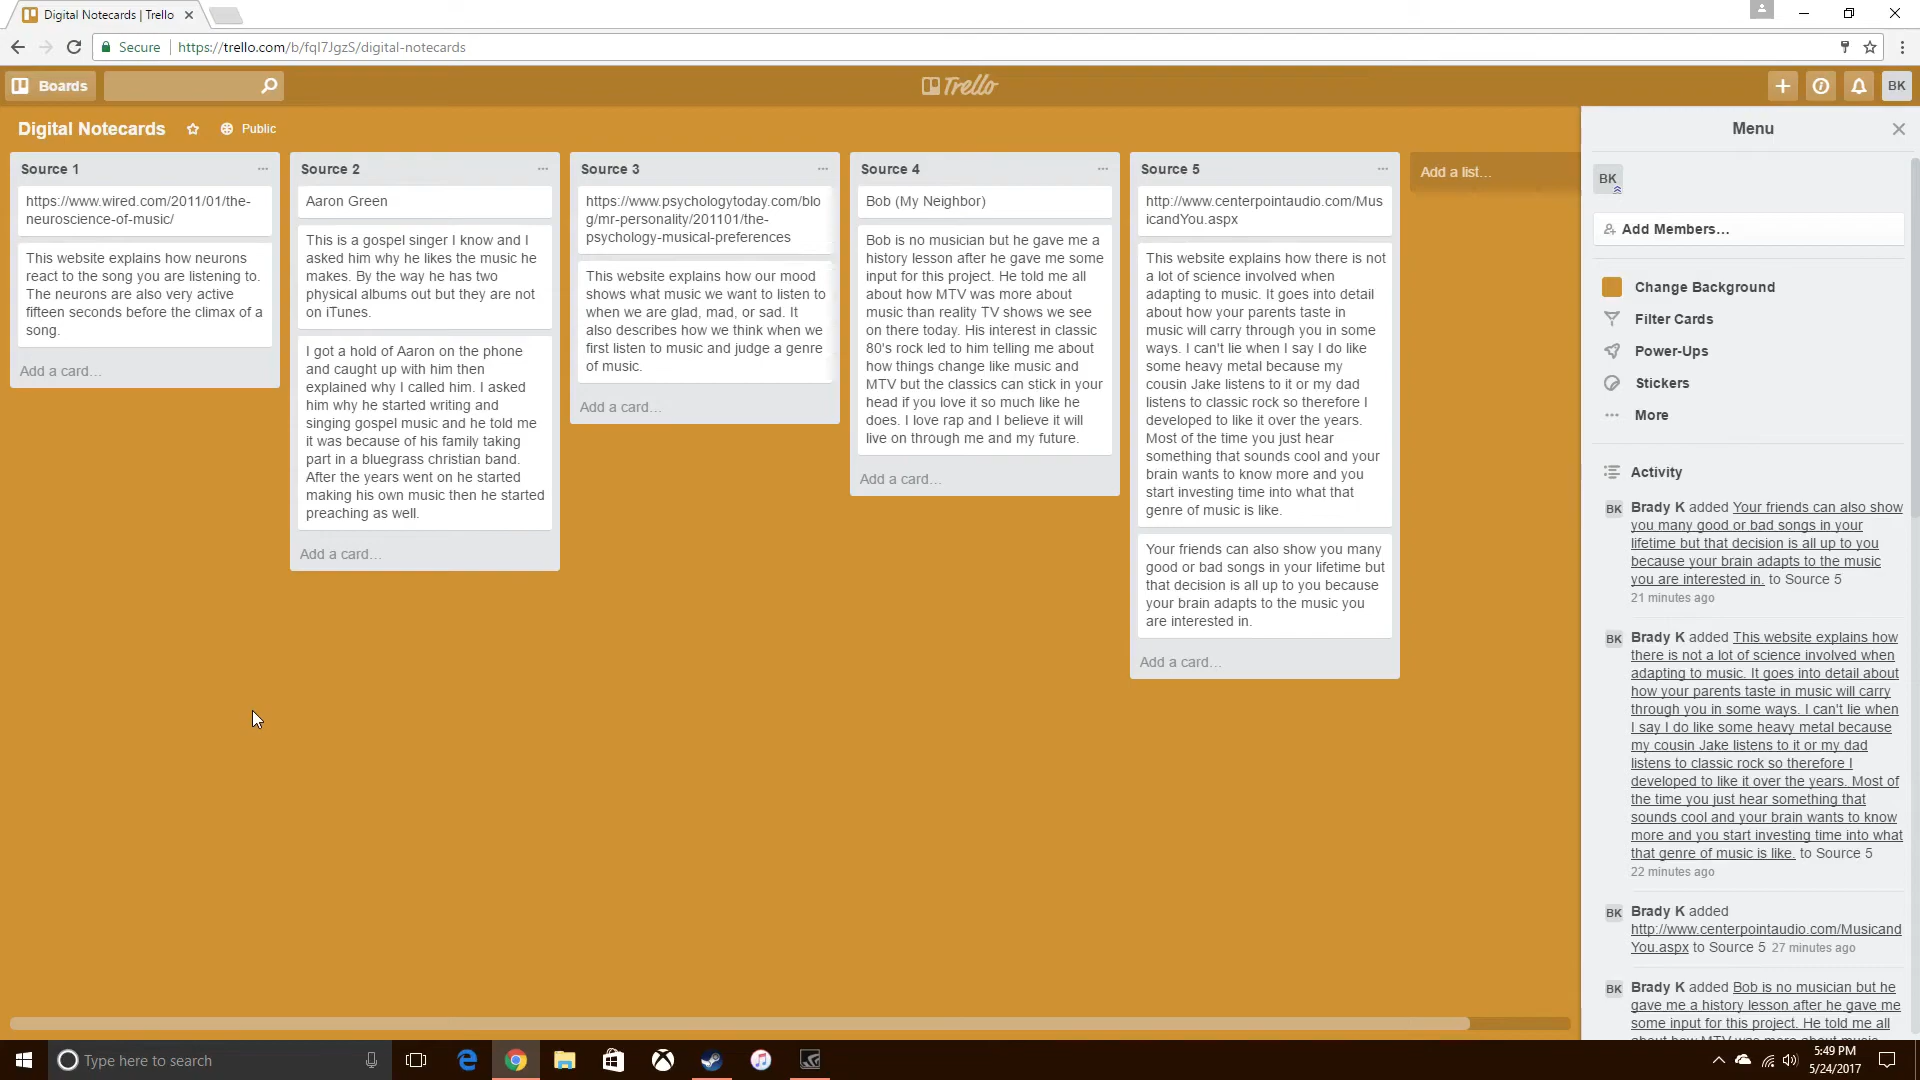 Digital Notecards | Trello
Secure
https://trello.com/b/fqI7JgzS/digital-notecards
Boards
Trello
BK
Digital Notecards
Public
Source 1
https://www.wired.com/2011/01/the-
neuroscience-of-music/
This website explains how neurons
react to the song you are listening to.
The neurons are also very active
fifteen seconds before the climax of a
song.
Add a card…
Source 2
Aaron Green
This is a gospel singer I know and I
asked him why he likes the music he
makes. By the way he has two
physical albums out but they are not
on iTunes.
I got a hold of Aaron on the phone
and caught up with him then
explained why I called him. I asked
him why he started writing and
singing gospel music and he told me
it was because of his family taking
part in a bluegrass christian band.
After the years went on he started
making his own music then he started
preaching as well.
Add a card…
Source 3
https://www.psychologytoday.com/blo
g/mr-personality/201101/the-
psychology-musical-preferences
This website explains how our mood
shows what music we want to listen to
when we are glad, mad, or sad. It
also describes how we think when we
first listen to music and judge a genre
of music.
Add a card…
Source 4
Bob (My Neighbor)
Bob is no musician but he gave me a
history lesson after he gave me some
input for this project. He told me all
about how MTV was more about
music than reality TV shows we see
on there today. His interest in classic
80's rock led to him telling me about
how things change like music and
MTV but the classics can stick in your
head if you love it so much like he
does. I love rap and I believe it will
live on through me and my future.
Add a card…
Source 5
http://www.centerpointaudio.com/Mus
icandYou.aspx
This website explains how there is not
a lot of science involved when
adapting to music. It goes into detail
about how your parents taste in
music will carry through you in some
ways. I can't lie when I say I do like
some heavy metal because my
cousin Jake listens to it or my dad
listens to classic rock so therefore I
developed to like it over the years.
Most of the time you just hear
something that sounds cool and your
brain wants to know more and you
start investing time into what that
genre of music is like.
Your friends can also show you many
good or bad songs in your lifetime but
that decision is all up to you because
your brain adapts to the music you
are interested in.
Add a card…
Add a list…
Menu
BK
Add Members…
Change Background
Filter Cards
Power-Ups
Stickers
More
Activity
BK
Brady K added Your friends can also show
you many good or bad songs in your
lifetime but that decision is all up to you
because your brain adapts to the music
you are interested in. to Source 5
21 minutes ago
BK
Brady K added This website explains how
there is not a lot of science involved when
adapting to music. It goes into detail about
how your parents taste in music will carry
through you in some ways. I can't lie when
I say I do like some heavy metal because
my cousin Jake listens to it or my dad
listens to classic rock so therefore I
developed to like it over the years. Most of
the time you just hear something that
sounds cool and your brain wants to know
more and you start investing time into what
that genre of music is like. to Source 5
22 minutes ago
BK
Brady K added
http://www.centerpointaudio.com/Musicand
You.aspx to Source 5 27 minutes ago
BK
Brady K added Bob is no musician but he
gave me a history lesson after he gave me
some input for this project. He told me all
about how MTV was more about music
Type here to search
5:49 PM
5/24/2017